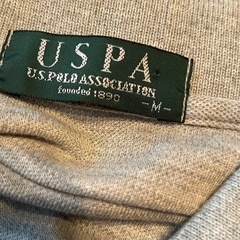 USPA
U.S. POLO ASSOCIATION
founded 1890
-M-